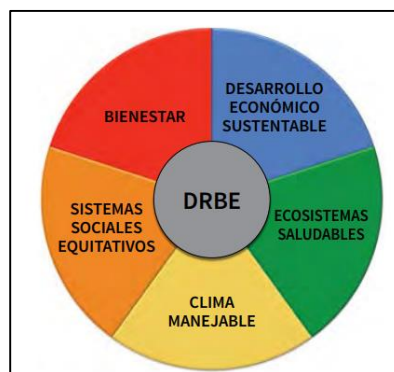 BIENESTAR
DESARROLLO
ECONÓMICO
SUSTENTABLE
DRBE
SISTEMAS
SOCIALES
EQUITATIVOS
ECOSISTEMAS
SALUDABLES
CLIMA
MANEJABLE